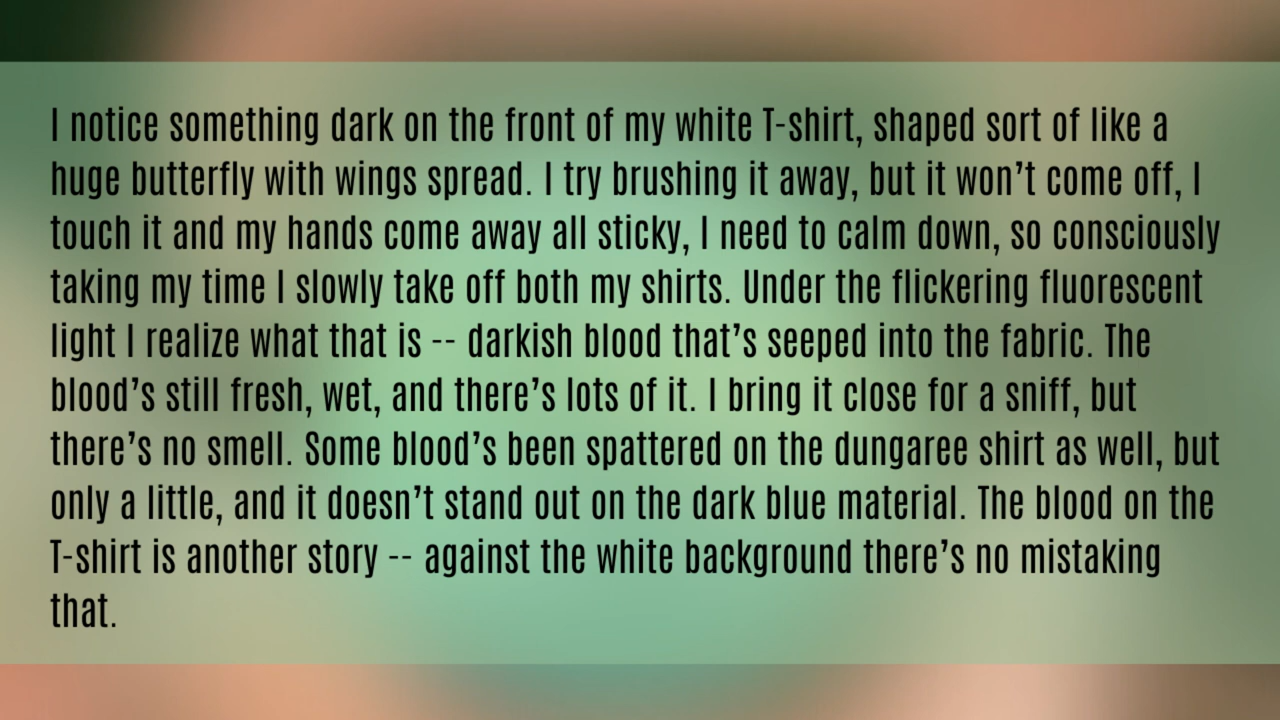 I notice something dark on the front of my white T-shirt, shaped sort of like a
huge butterfly with wings spread. I try brushing it away, but it won’t come off, I
touch it and my hands come away all sticky, I need to calm down, so consciously
taking my time I slowly take off both my shirts. Under the flickering fluorescent
light I realize what that is -- darkish blood that’s seeped into the fabric. The
blood’s still fresh, wet, and there’s lots of it. I bring it close for a sniff, but
there’s no smell. Some blood’s been spattered on the dungaree shirt as well, but
only a little, and it doesn’t stand out on the dark blue material. The blood on the
T-shirt is another story -- against the white background there’s no mistaking
that.